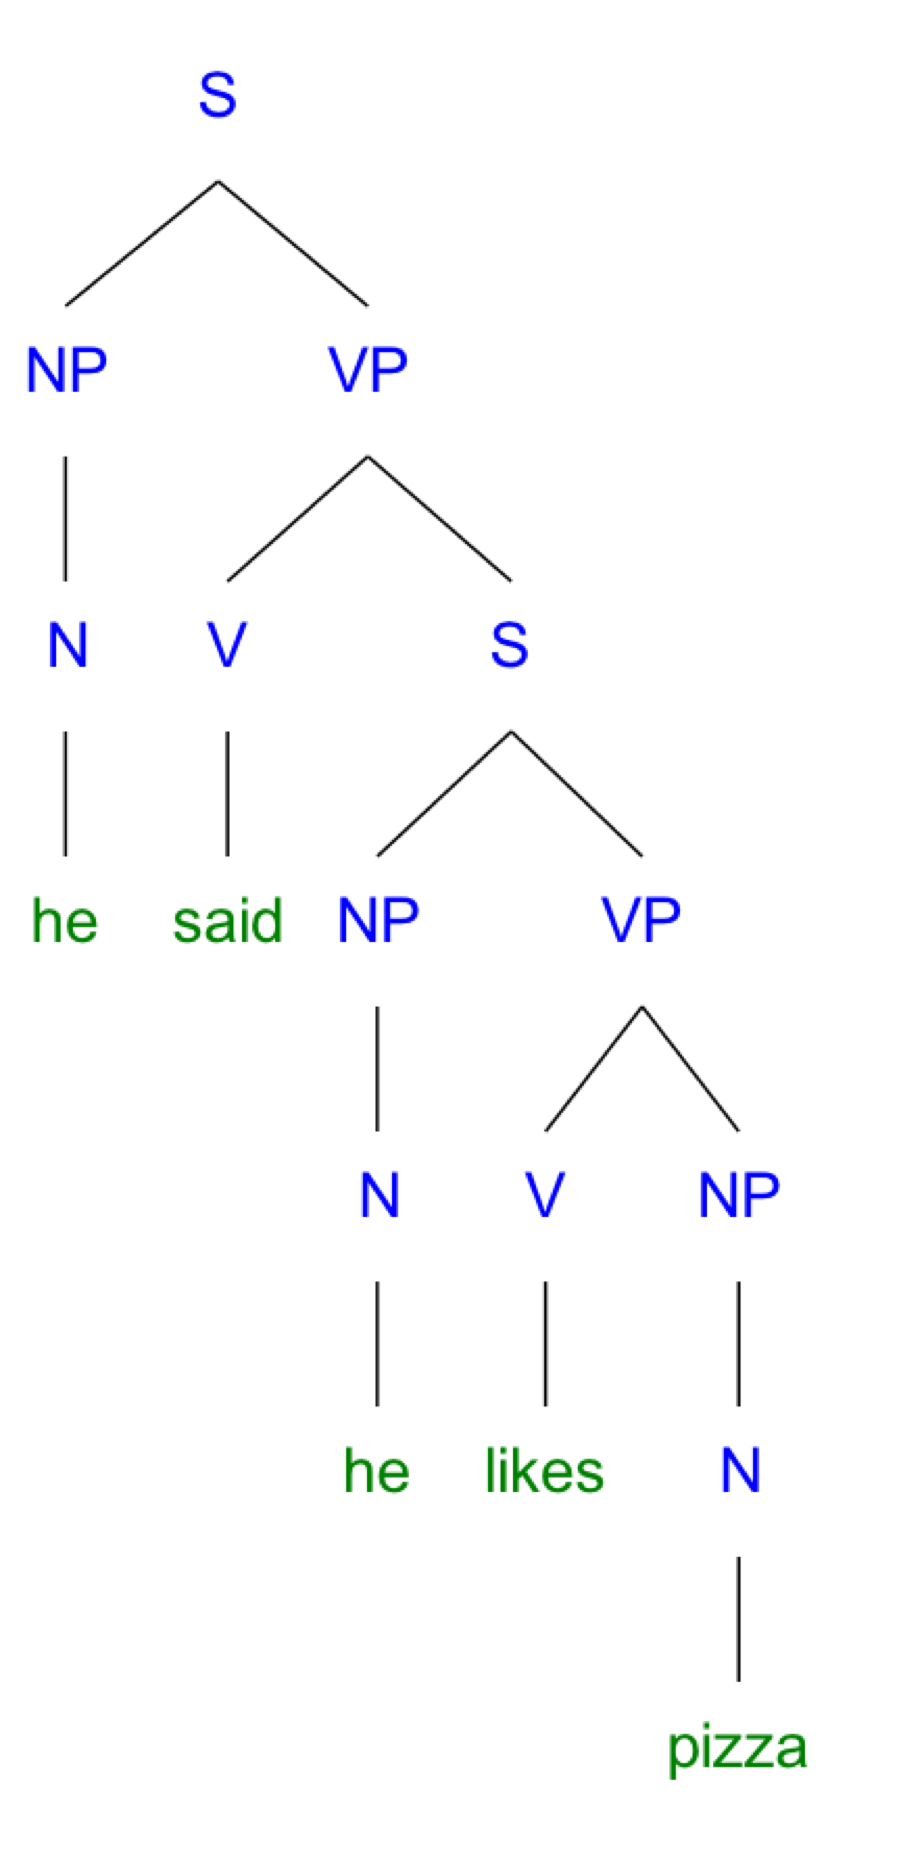 S
NP VP
N V S
he said NP VP
N V NP
he likes N
pizza